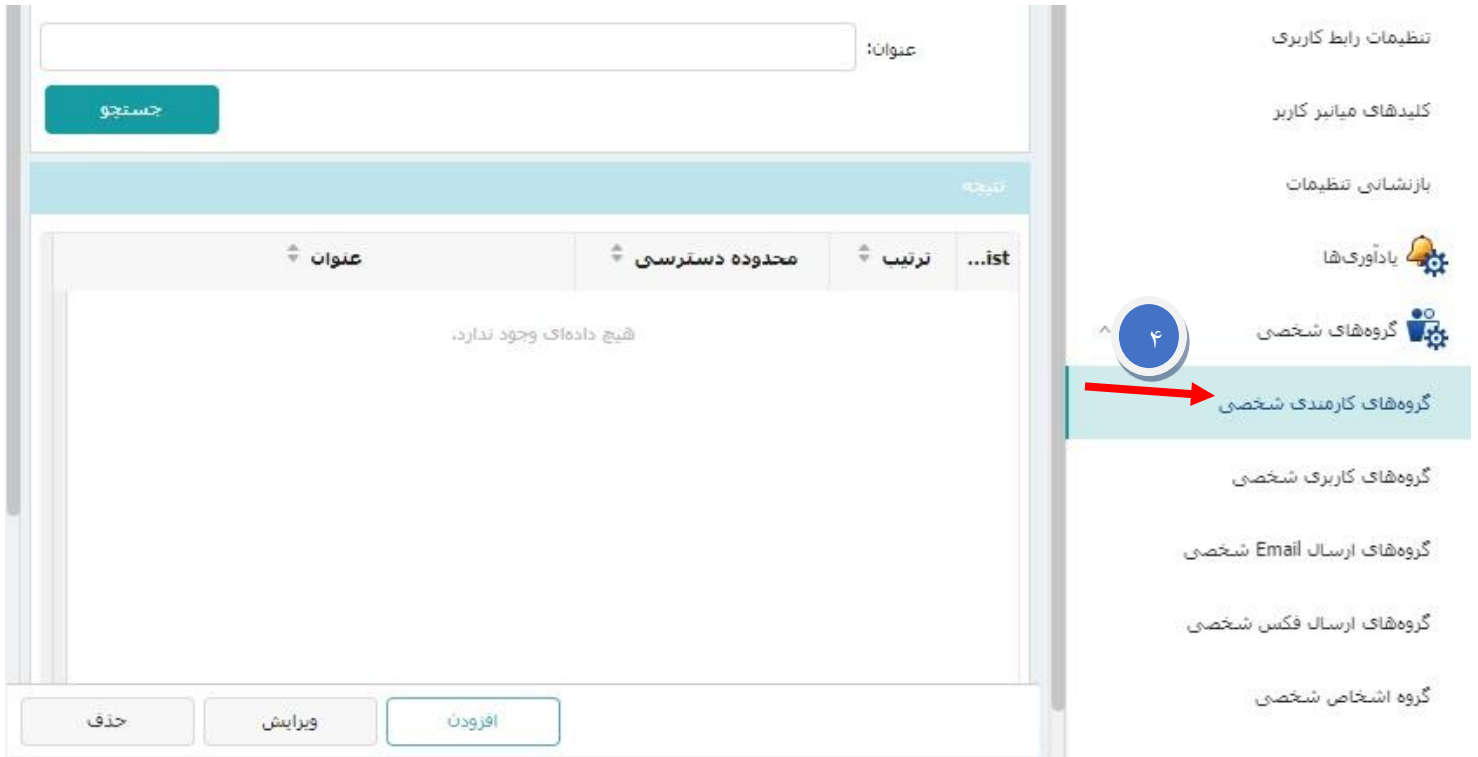 تنظیمات رابط کاربری
کلیدهای میانبر کاربر
بازنشانی تنظیمات
یادآوری‌ها
گروه‌های شخصی
۴
گروه‌های کارمندی شخصی
گروه‌های کاربری شخصی
گروه‌های ارسال Email شخصی
گروه‌های ارسال فکس شخصی
گروه اشخاص شخصی
عنوان:
جستجو
نتیجه
...ist ترتیب محدوده دسترسی عنوان
هیچ داده‌ای وجود ندارد.
افزودن ویرایش حذف